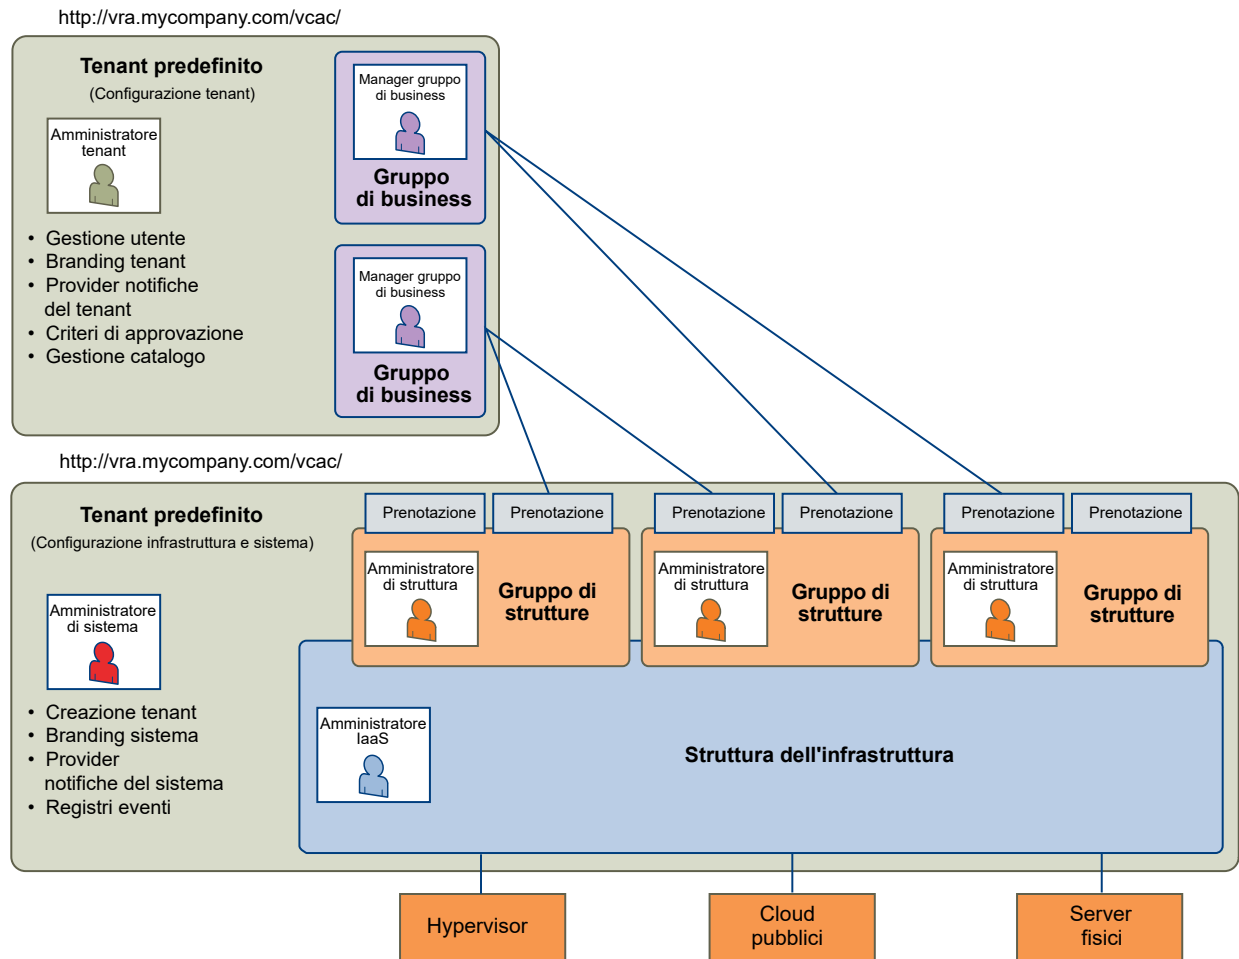 http://vra.mycompany.com/vcac/
Tenant predefinito
(Configurazione tenant)
Amministratore
tenant
• Gestione utente
• Branding tenant
• Provider notifiche
del tenant
• Criteri di approvazione
• Gestione catalogo
Manager gruppo
di business
Gruppo
di business
Manager gruppo
di business
Gruppo
di business
http://vra.mycompany.com/vcac/
Tenant predefinito
(Configurazione infrastruttura e sistema)
Amministratore
di sistema
• Creazione tenant
• Branding sistema
• Provider
notifiche del sistema
• Registri eventi
Prenotazione
Prenotazione
Amministratore
di struttura
Gruppo di
strutture
Prenotazione
Prenotazione
Amministratore
di struttura
Gruppo di
strutture
Prenotazione
Prenotazione
Amministratore
di struttura
Gruppo di
strutture
Amministratore
IaaS
Struttura dell'infrastruttura
Hypervisor
Cloud
pubblici
Server
fisici